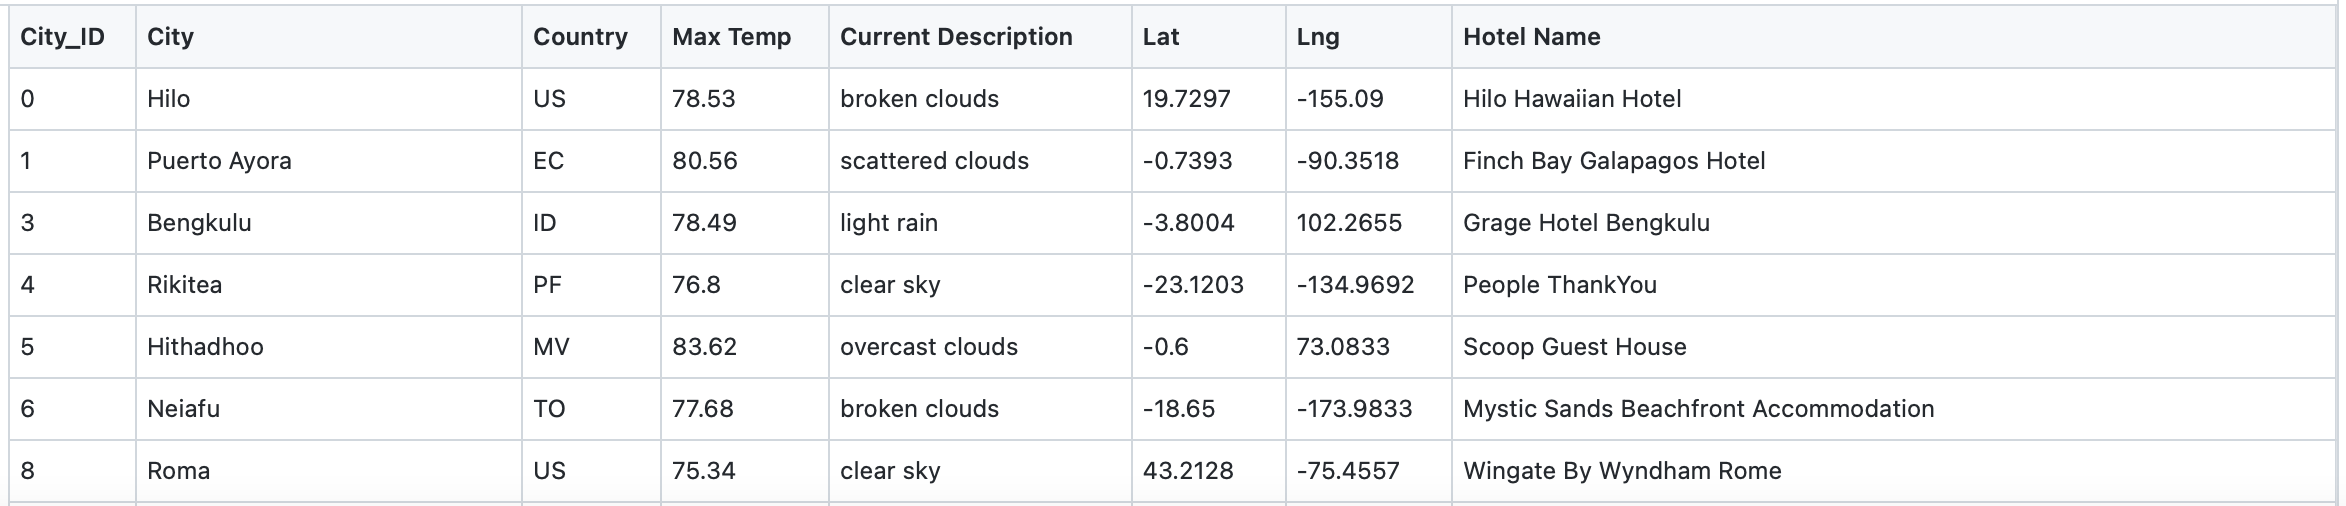 City_ID City Country Max Temp Current Description Lat Lng Hotel Name
0 Hilo US 78.53 broken clouds 19.7297 -155.09 Hilo Hawaiian Hotel
1 Puerto Ayora EC 80.56 scattered clouds -0.7393 -90.3518 Finch Bay Galapagos Hotel
3 Bengkulu ID 78.49 light rain -3.8004 102.2655 Grage Hotel Bengkulu
4 Rikitea PF 76.8 clear sky -23.1203 -134.9692 People ThankYou
5 Hithadhoo MV 83.62 overcast clouds -0.6 73.0833 Scoop Guest House
6 Neiafu TO 77.68 broken clouds -18.65 -173.9833 Mystic Sands Beachfront Accommodation
8 Roma US 75.34 clear sky 43.2128 -75.4557 Wingate By Wyndham Rome